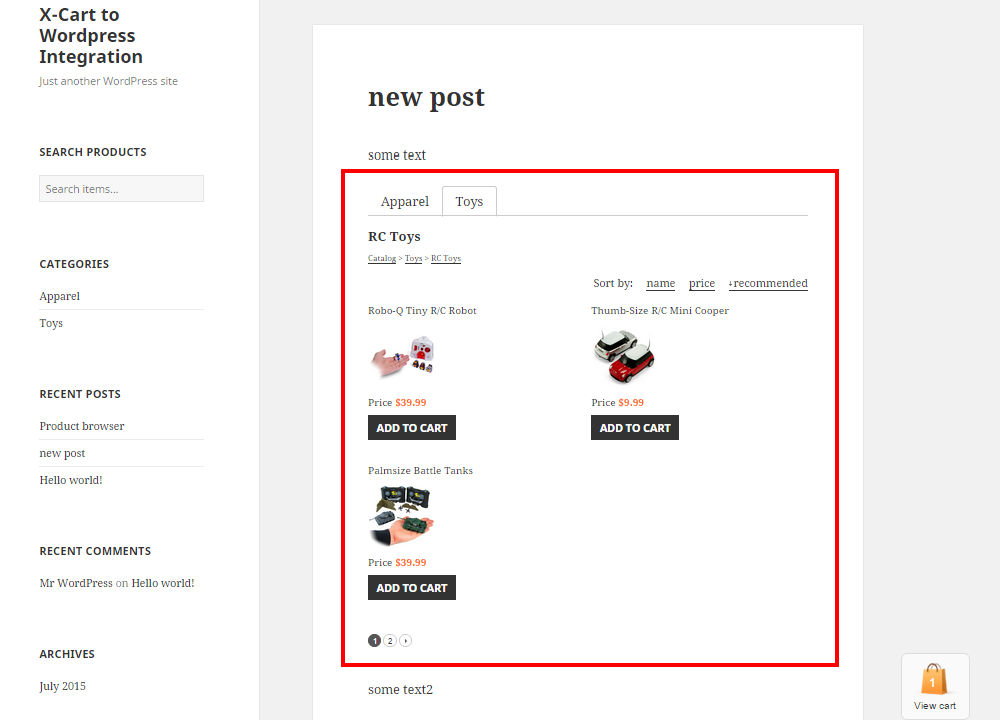 X-Cart to
Wordpress
Integration
Just another WordPress site
SEARCH PRODUCTS
Search items...
CATEGORIES
Apparel
Toys
RECENT POSTS
Product browser
new post
Hello world!
RECENT COMMENTS
Mr WordPress on Hello world!
ARCHIVES
July 2015
new post
some text
Apparel Toys
RC Toys
Catalog > Toys > RC Toys
Sort by: name price ↓recommended
Robo-Q Tiny R/C Robot
Price $39.99
ADD TO CART
Thumb-Size R/C Mini Cooper
Price $9.99
ADD TO CART
Palmsize Battle Tanks
Price $39.99
ADD TO CART
1 2 ›
some text2
1
View cart